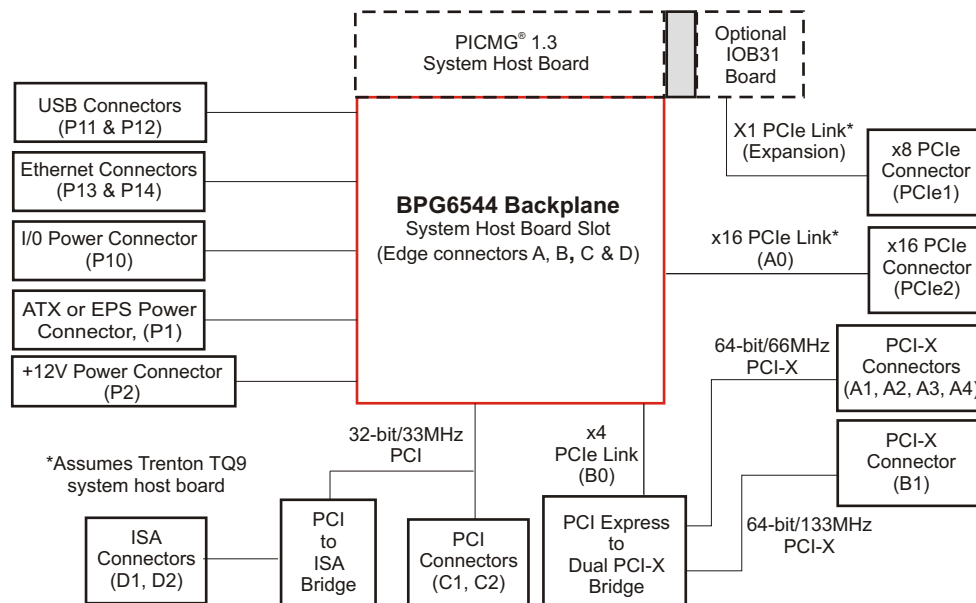 PICMG® 1.3
System Host Board
Optional
IOB31
Board
USB Connectors
(P11 & P12)
Ethernet Connectors
(P13 & P14)
I/0 Power Connector
(P10)
ATX or EPS Power
Connector, (P1)
+12V Power Connector
(P2)
BPG6544 Backplane
System Host Board Slot
(Edge connectors A, B, C & D)
X1 PCIe Link*
(Expansion)
x8 PCIe
Connector
(PCIe1)
x16 PCIe Link*
(A0)
x16 PCIe
Connector
(PCIe2)
64-bit/66MHz
PCI-X
PCI-X
Connectors
(A1, A2, A3, A4)
32-bit/33MHz
PCI
x4
PCIe Link
(B0)
PCI-X
Connector
(B1)
*Assumes Trenton TQ9
system host board
64-bit/133MHz
PCI-X
ISA
Connectors
(D1, D2)
PCI
to
ISA
Bridge
PCI
Connectors
(C1, C2)
PCI Express
to
Dual PCI-X
Bridge